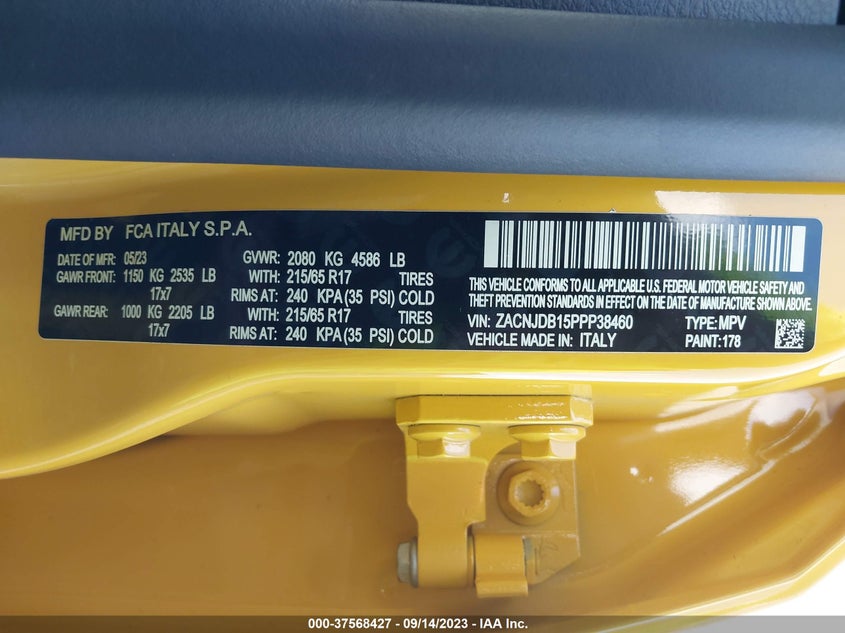 MFD BY FCA ITALY S.P.A.
DATE OF MFR: 05/23 GVWR: 2080 KG 4586 LB
GAWR FRONT: 1150 KG 2535 LB WITH: 215/65 R17 TIRES
17x7 RIMS AT: 240 KPA (35 PSI) COLD
GAWR REAR: 1000 KG 2205 LB WITH: 215/65 R17 TIRES
17x7 RIMS AT: 240 KPA (35 PSI) COLD
THIS VEHICLE CONFORMS TO ALL APPLICABLE U.S. FEDERAL MOTOR VEHICLE SAFETY AND
THEFT PREVENTION STANDARDS IN EFFECT ON THE DATE OF MANUFACTURE SHOWN ABOVE.
VIN: ZACNJDB15PPP38460 TYPE: MPV
VEHICLE MADE IN: ITALY PAINT: 178
000-37568427 - 09/14/2023 - IAA Inc.